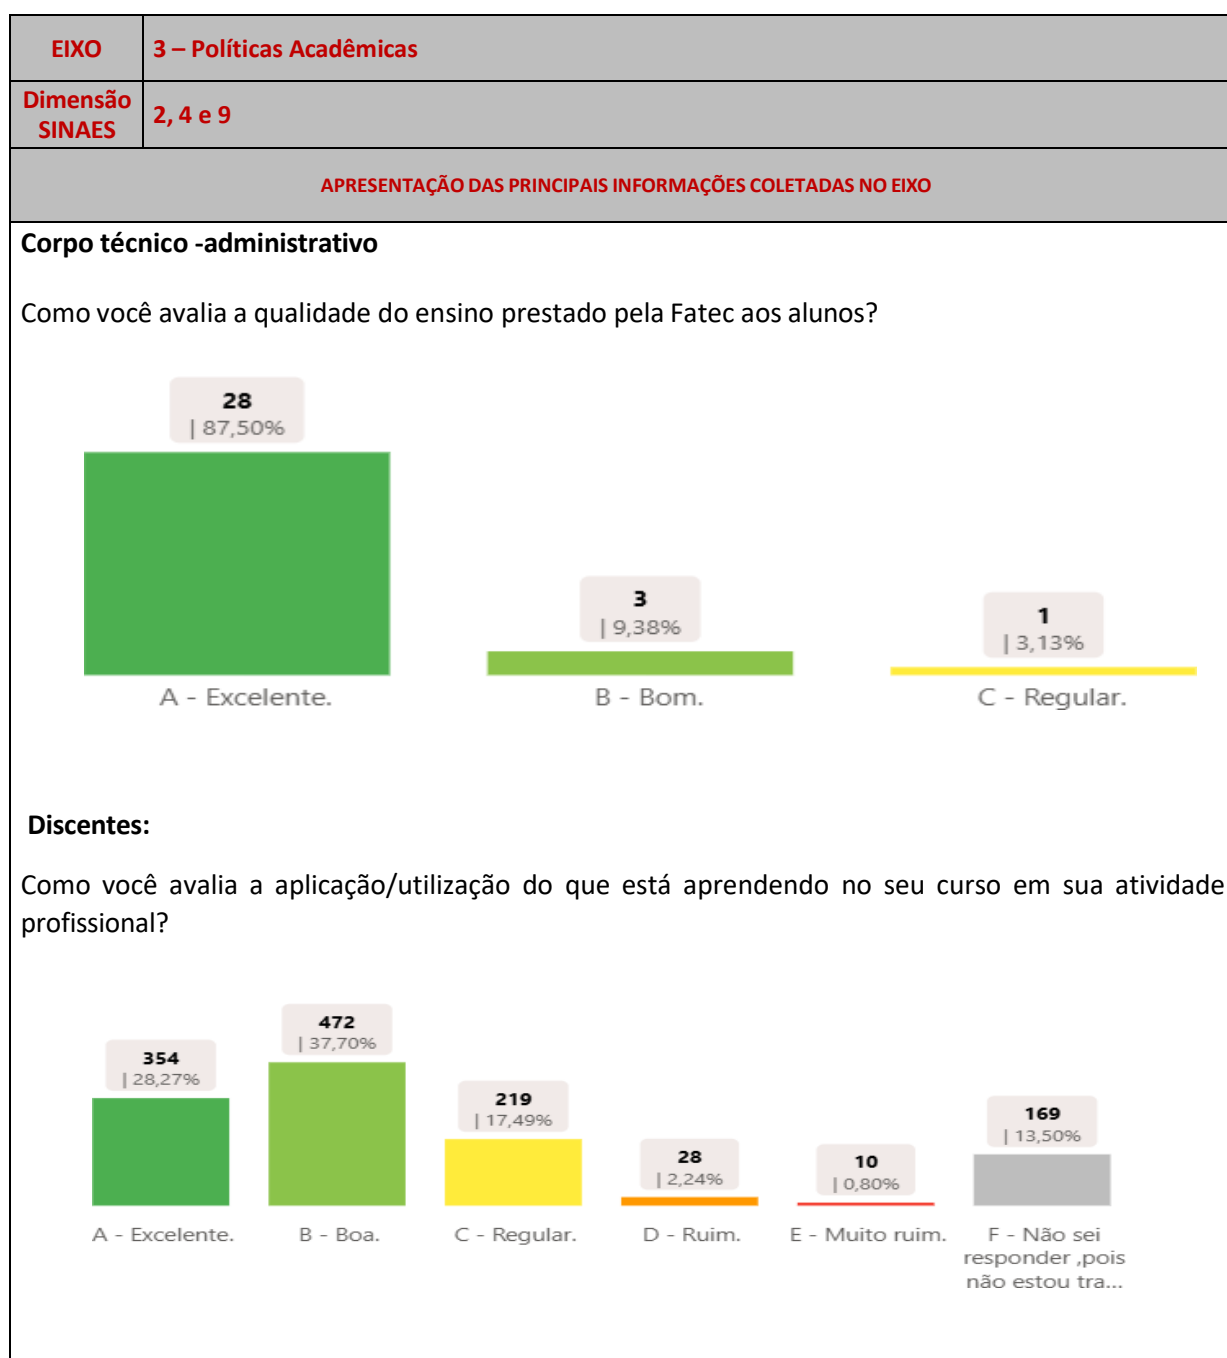 EIXO
3 – Políticas Acadêmicas
Dimensão
SINAES
2, 4 e 9
APRESENTAÇÃO DAS PRINCIPAIS INFORMAÇÕES COLETADAS NO EIXO
Corpo técnico -administrativo
Como você avalia a qualidade do ensino prestado pela Fatec aos alunos?
28
| 87,50%
3
| 9,38%
1
| 3,13%
A - Excelente.
B - Bom.
C - Regular.
Discentes:
Como você avalia a aplicação/utilização do que está aprendendo no seu curso em sua atividade
profissional?
354
| 28,27%
472
| 37,70%
219
| 17,49%
28
| 2,24%
10
| 0,80%
169
| 13,50%
A - Excelente.
B - Boa.
C - Regular.
D - Ruim.
E - Muito ruim.
F - Não sei
responder ,pois
não estou tra...